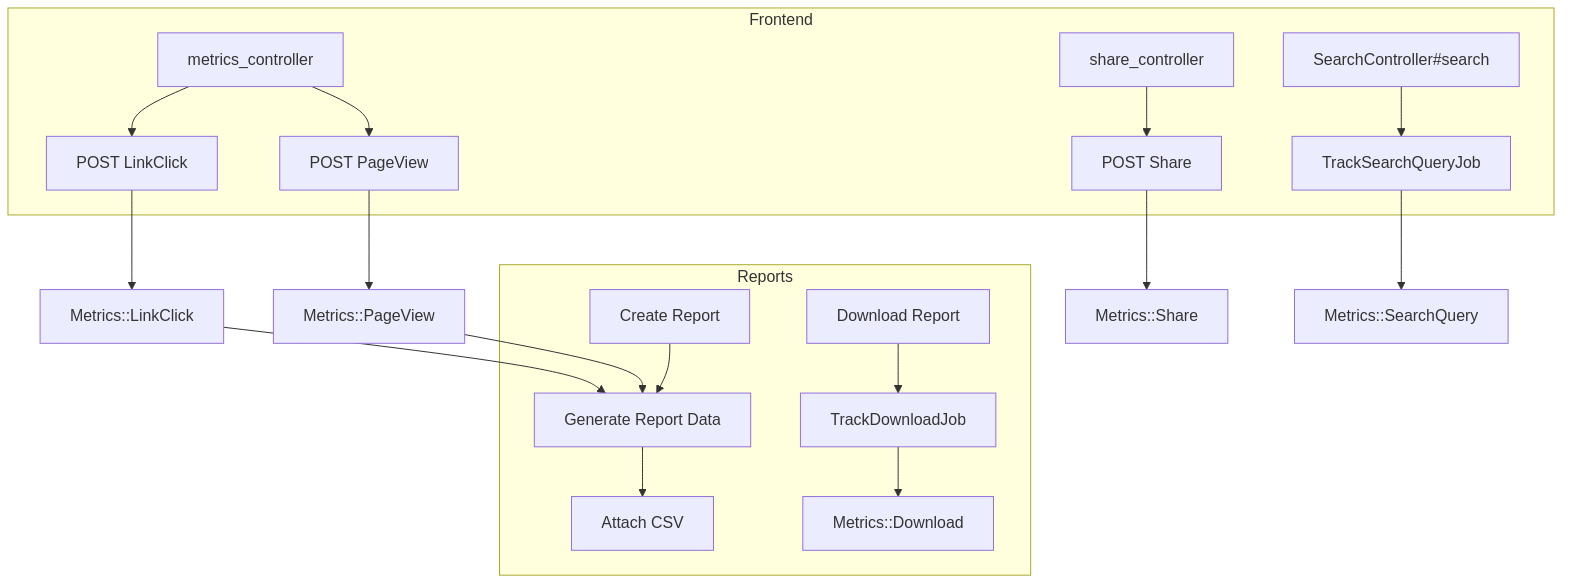 Frontend
metrics_controller
share_controller
SearchController#search
POST LinkClick
POST PageView
POST Share
TrackSearchQueryJob
Reports
Metrics::LinkClick
Metrics::PageView
Create Report
Download Report
Metrics::Share
Metrics::SearchQuery
Generate Report Data
TrackDownloadJob
Attach CSV
Metrics::Download